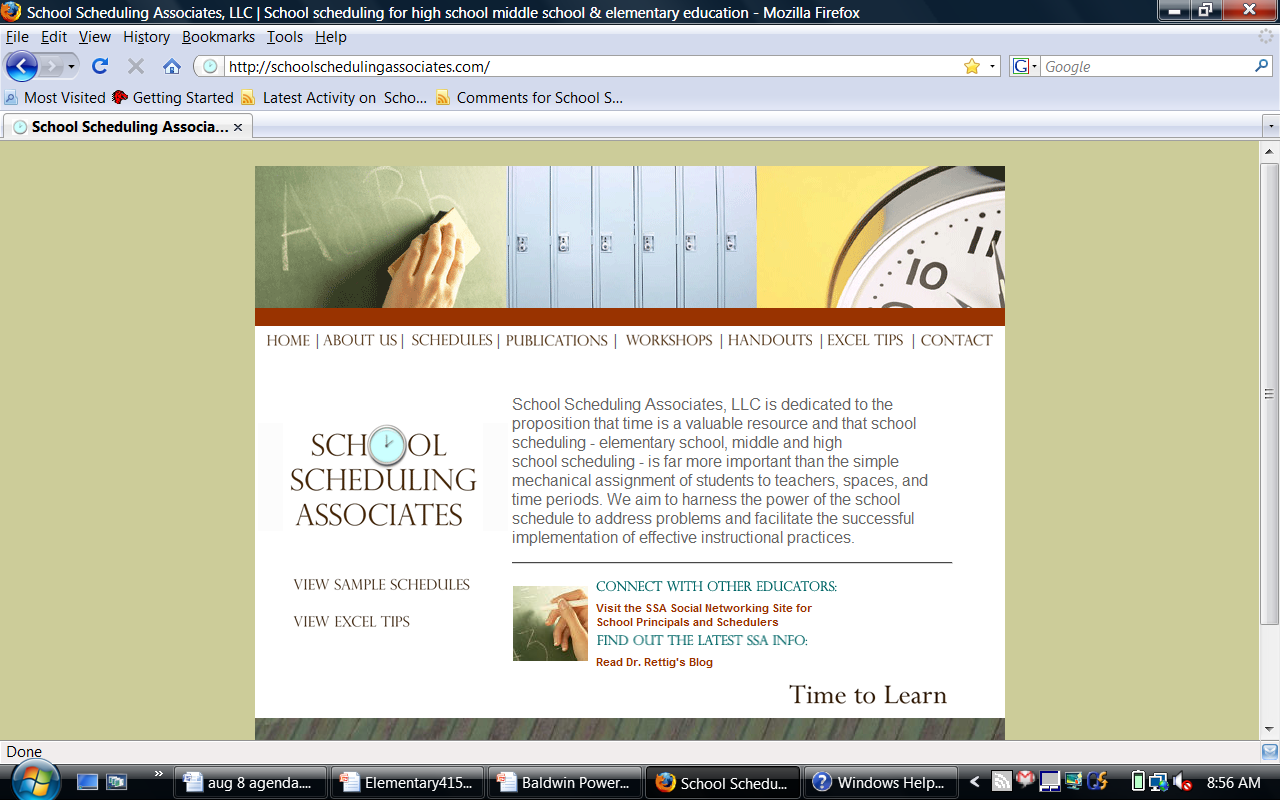 School Scheduling Associates, LLC | School scheduling for high school middle school & elementary education - Mozilla Firefox
File Edit View History Bookmarks Tools Help
http://schoolschedulingassociates.com/
G Google
Most Visited Getting Started Latest Activity on Scho... Comments for School S...
School Scheduling Associa...
A B b
10 11
HOME | ABOUT US | SCHEDULES | PUBLICATIONS | WORKSHOPS | HANDOUTS | EXCEL TIPS | CONTACT
SCHOOL
SCHEDULING
ASSOCIATES
VIEW SAMPLE SCHEDULES
VIEW EXCEL TIPS
School Scheduling Associates, LLC is dedicated to the
proposition that time is a valuable resource and that school
scheduling - elementary school, middle and high
school scheduling - is far more important than the simple
mechanical assignment of students to teachers, spaces, and
time periods. We aim to harness the power of the school
schedule to address problems and facilitate the successful
implementation of effective instructional practices.
CONNECT WITH OTHER EDUCATORS:
Visit the SSA Social Networking Site for
School Principals and Schedulers
FIND OUT THE LATEST SSA INFO:
Read Dr. Rettig's Blog
Time to Learn
Done
aug 8 agenda.... Elementary415... Baldwin Power... School Schedu... Windows Help... 8:56 AM